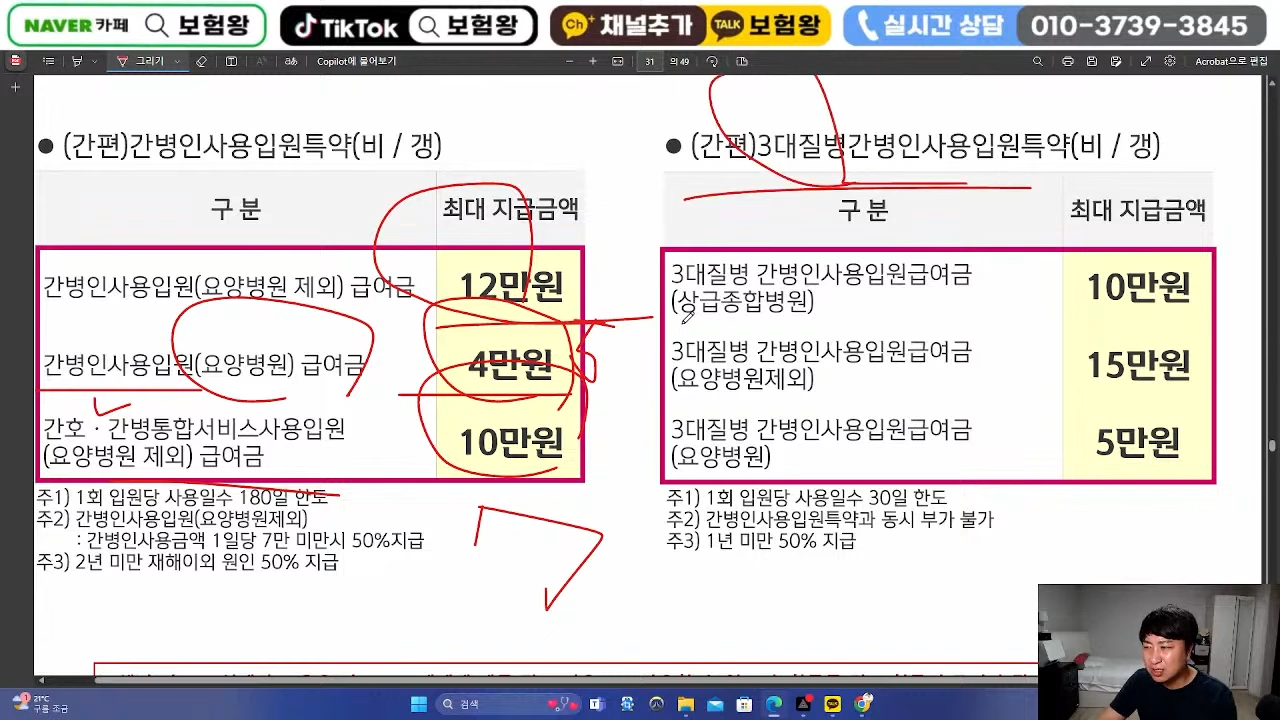 NAVER 카페 보험왕
TikTok 보험왕
Ch+ 채널추가 TALK 보험왕
실시간 상담 010-3739-3845
그리기
Copilot에 물어보기
31 의 49
Acrobat으로 편집
● (간편)간병인사용입원특약(비 / 갱)
구 분 최대 지급금액
간병인사용입원(요양병원 제외) 급여금 12만원
간병인사용입원(요양병원) 급여금 4만원
간호 · 간병통합서비스사용입원
(요양병원 제외) 급여금 10만원
주1) 1회 입원당 사용일수 180일 한도
주2) 간병인사용입원(요양병원제외)
: 간병인사용금액 1일당 7만 미만시 50%지급
주3) 2년 미만 재해이외 원인 50% 지급
● (간편)3대질병간병인사용입원특약(비 / 갱)
구 분 최대 지급금액
3대질병 간병인사용입원급여금
(상급종합병원) 10만원
3대질병 간병인사용입원급여금
(요양병원제외) 15만원
3대질병 간병인사용입원급여금
(요양병원) 5만원
주1) 1회 입원당 사용일수 30일 한도
주2) 간병인사용입원특약과 동시 부가 불가
주3) 1년 미만 50% 지급
21°C
구름 조금
검색